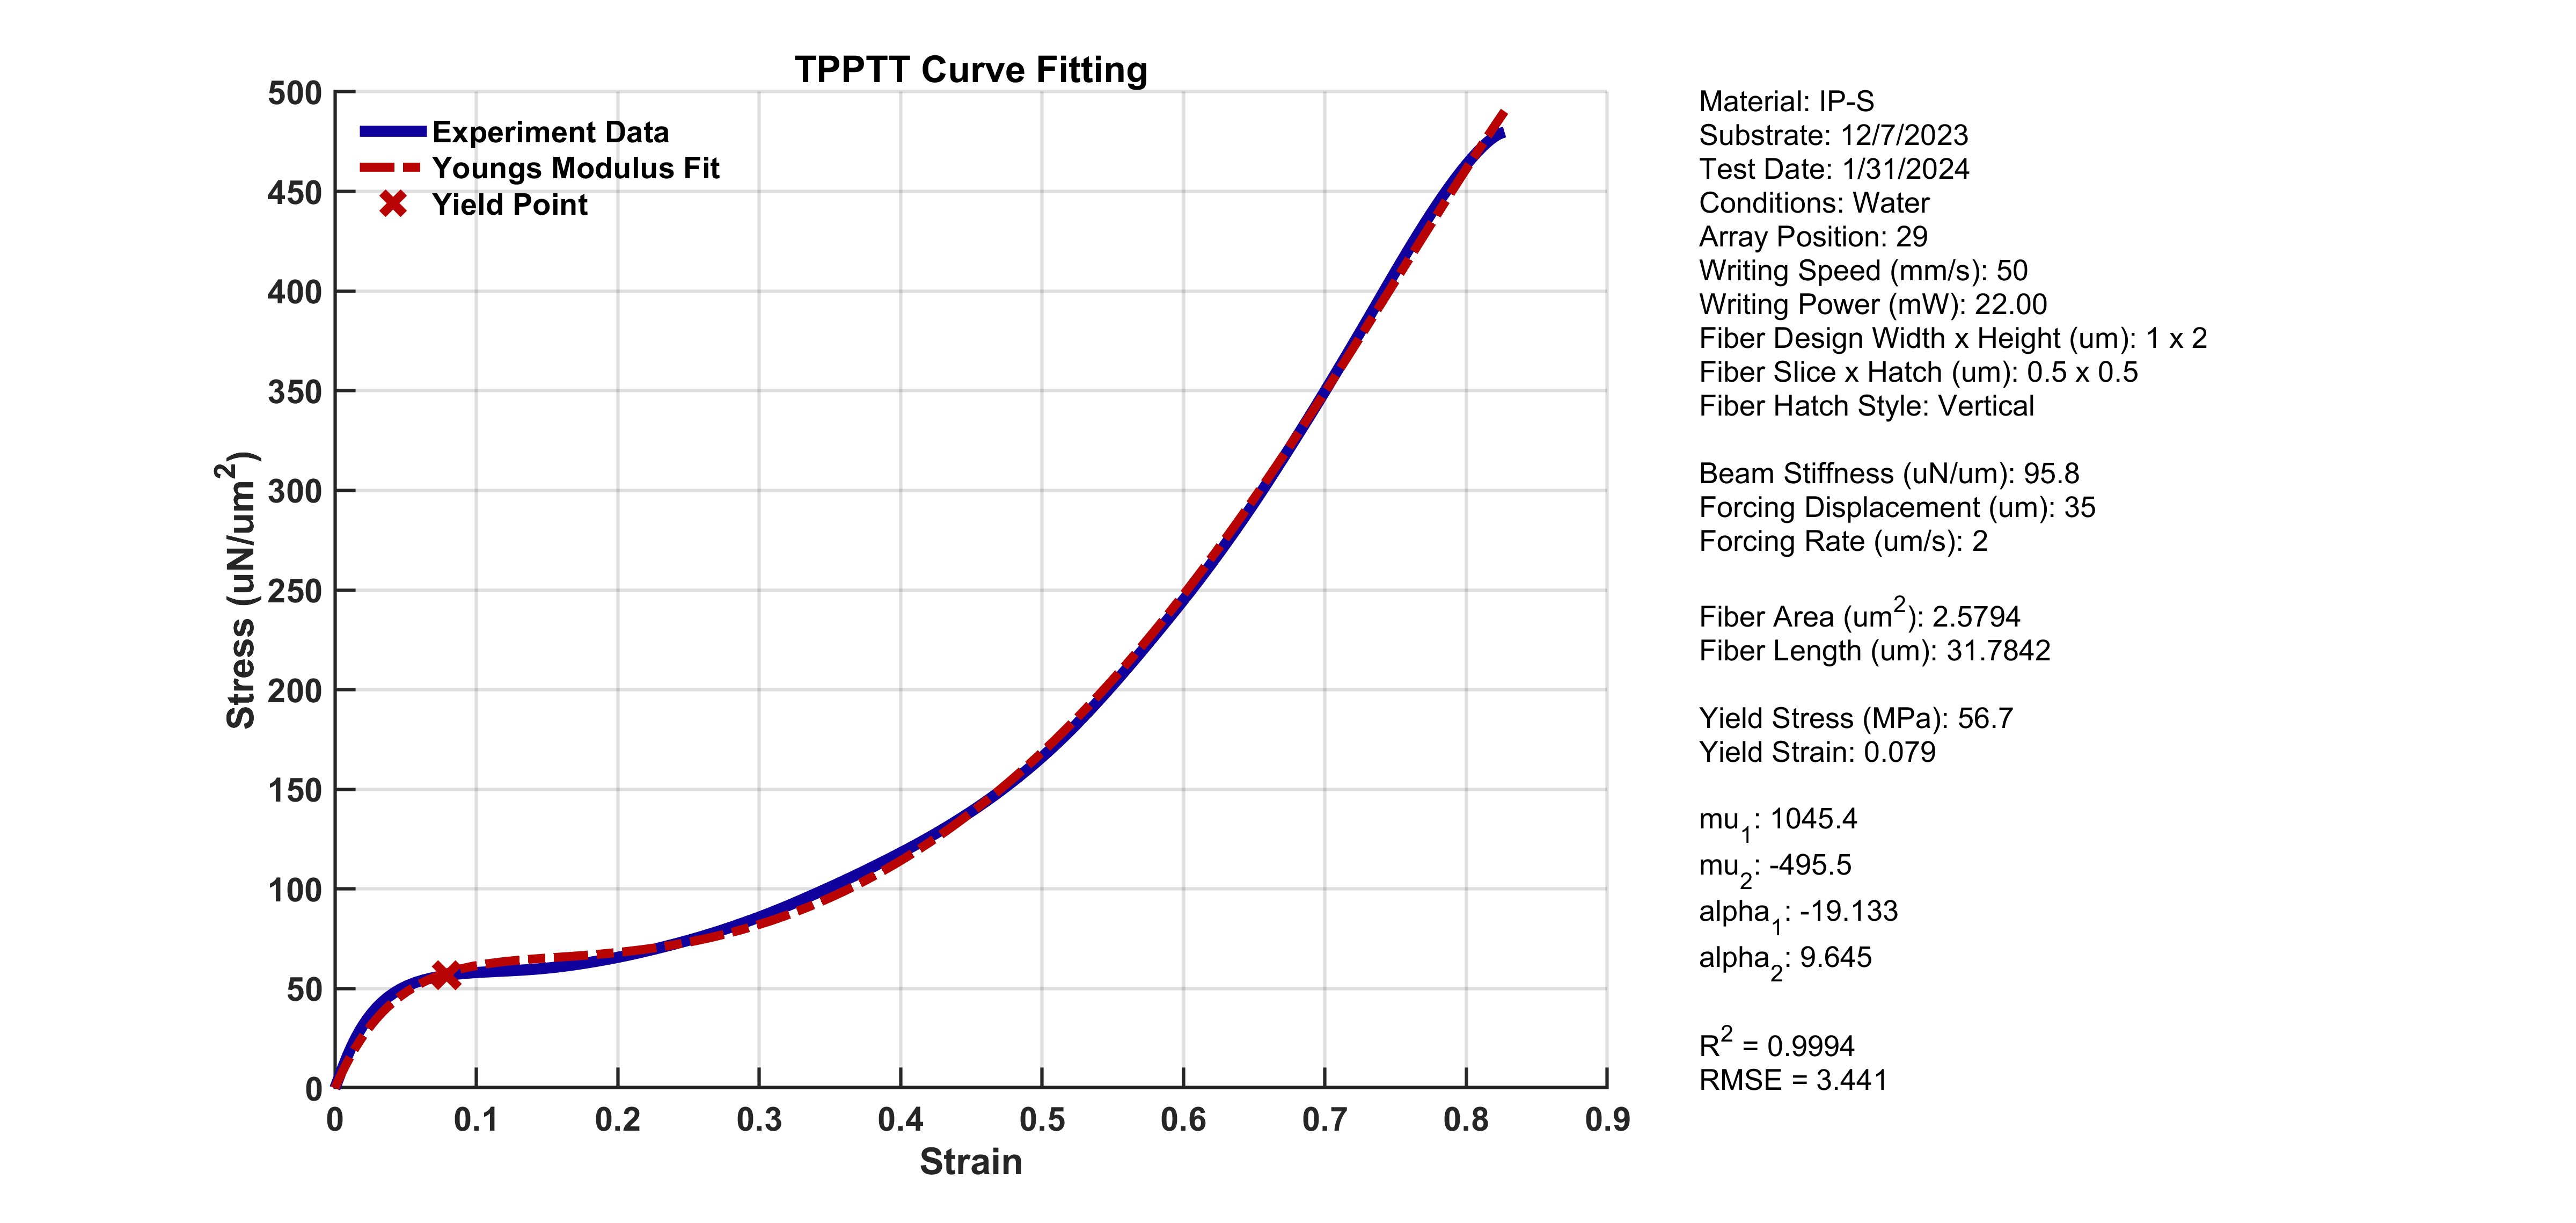 TPPTT Curve Fitting
500
450
400
350
300
250
200
150
100
50
0
Stress (uN/um²)
Experiment Data
Youngs Modulus Fit
Yield Point
0 0.1 0.2 0.3 0.4 0.5 0.6 0.7 0.8 0.9
Strain
Material: IP-S
Substrate: 12/7/2023
Test Date: 1/31/2024
Conditions: Water
Array Position: 29
Writing Speed (mm/s): 50
Writing Power (mW): 22.00
Fiber Design Width x Height (um): 1 x 2
Fiber Slice x Hatch (um): 0.5 x 0.5
Fiber Hatch Style: Vertical
Beam Stiffness (uN/um): 95.8
Forcing Displacement (um): 35
Forcing Rate (um/s): 2
Fiber Area (um²): 2.5794
Fiber Length (um): 31.7842
Yield Stress (MPa): 56.7
Yield Strain: 0.079
mu₁: 1045.4
mu₂: -495.5
alpha₁: -19.133
alpha₂: 9.645
R² = 0.9994
RMSE = 3.441